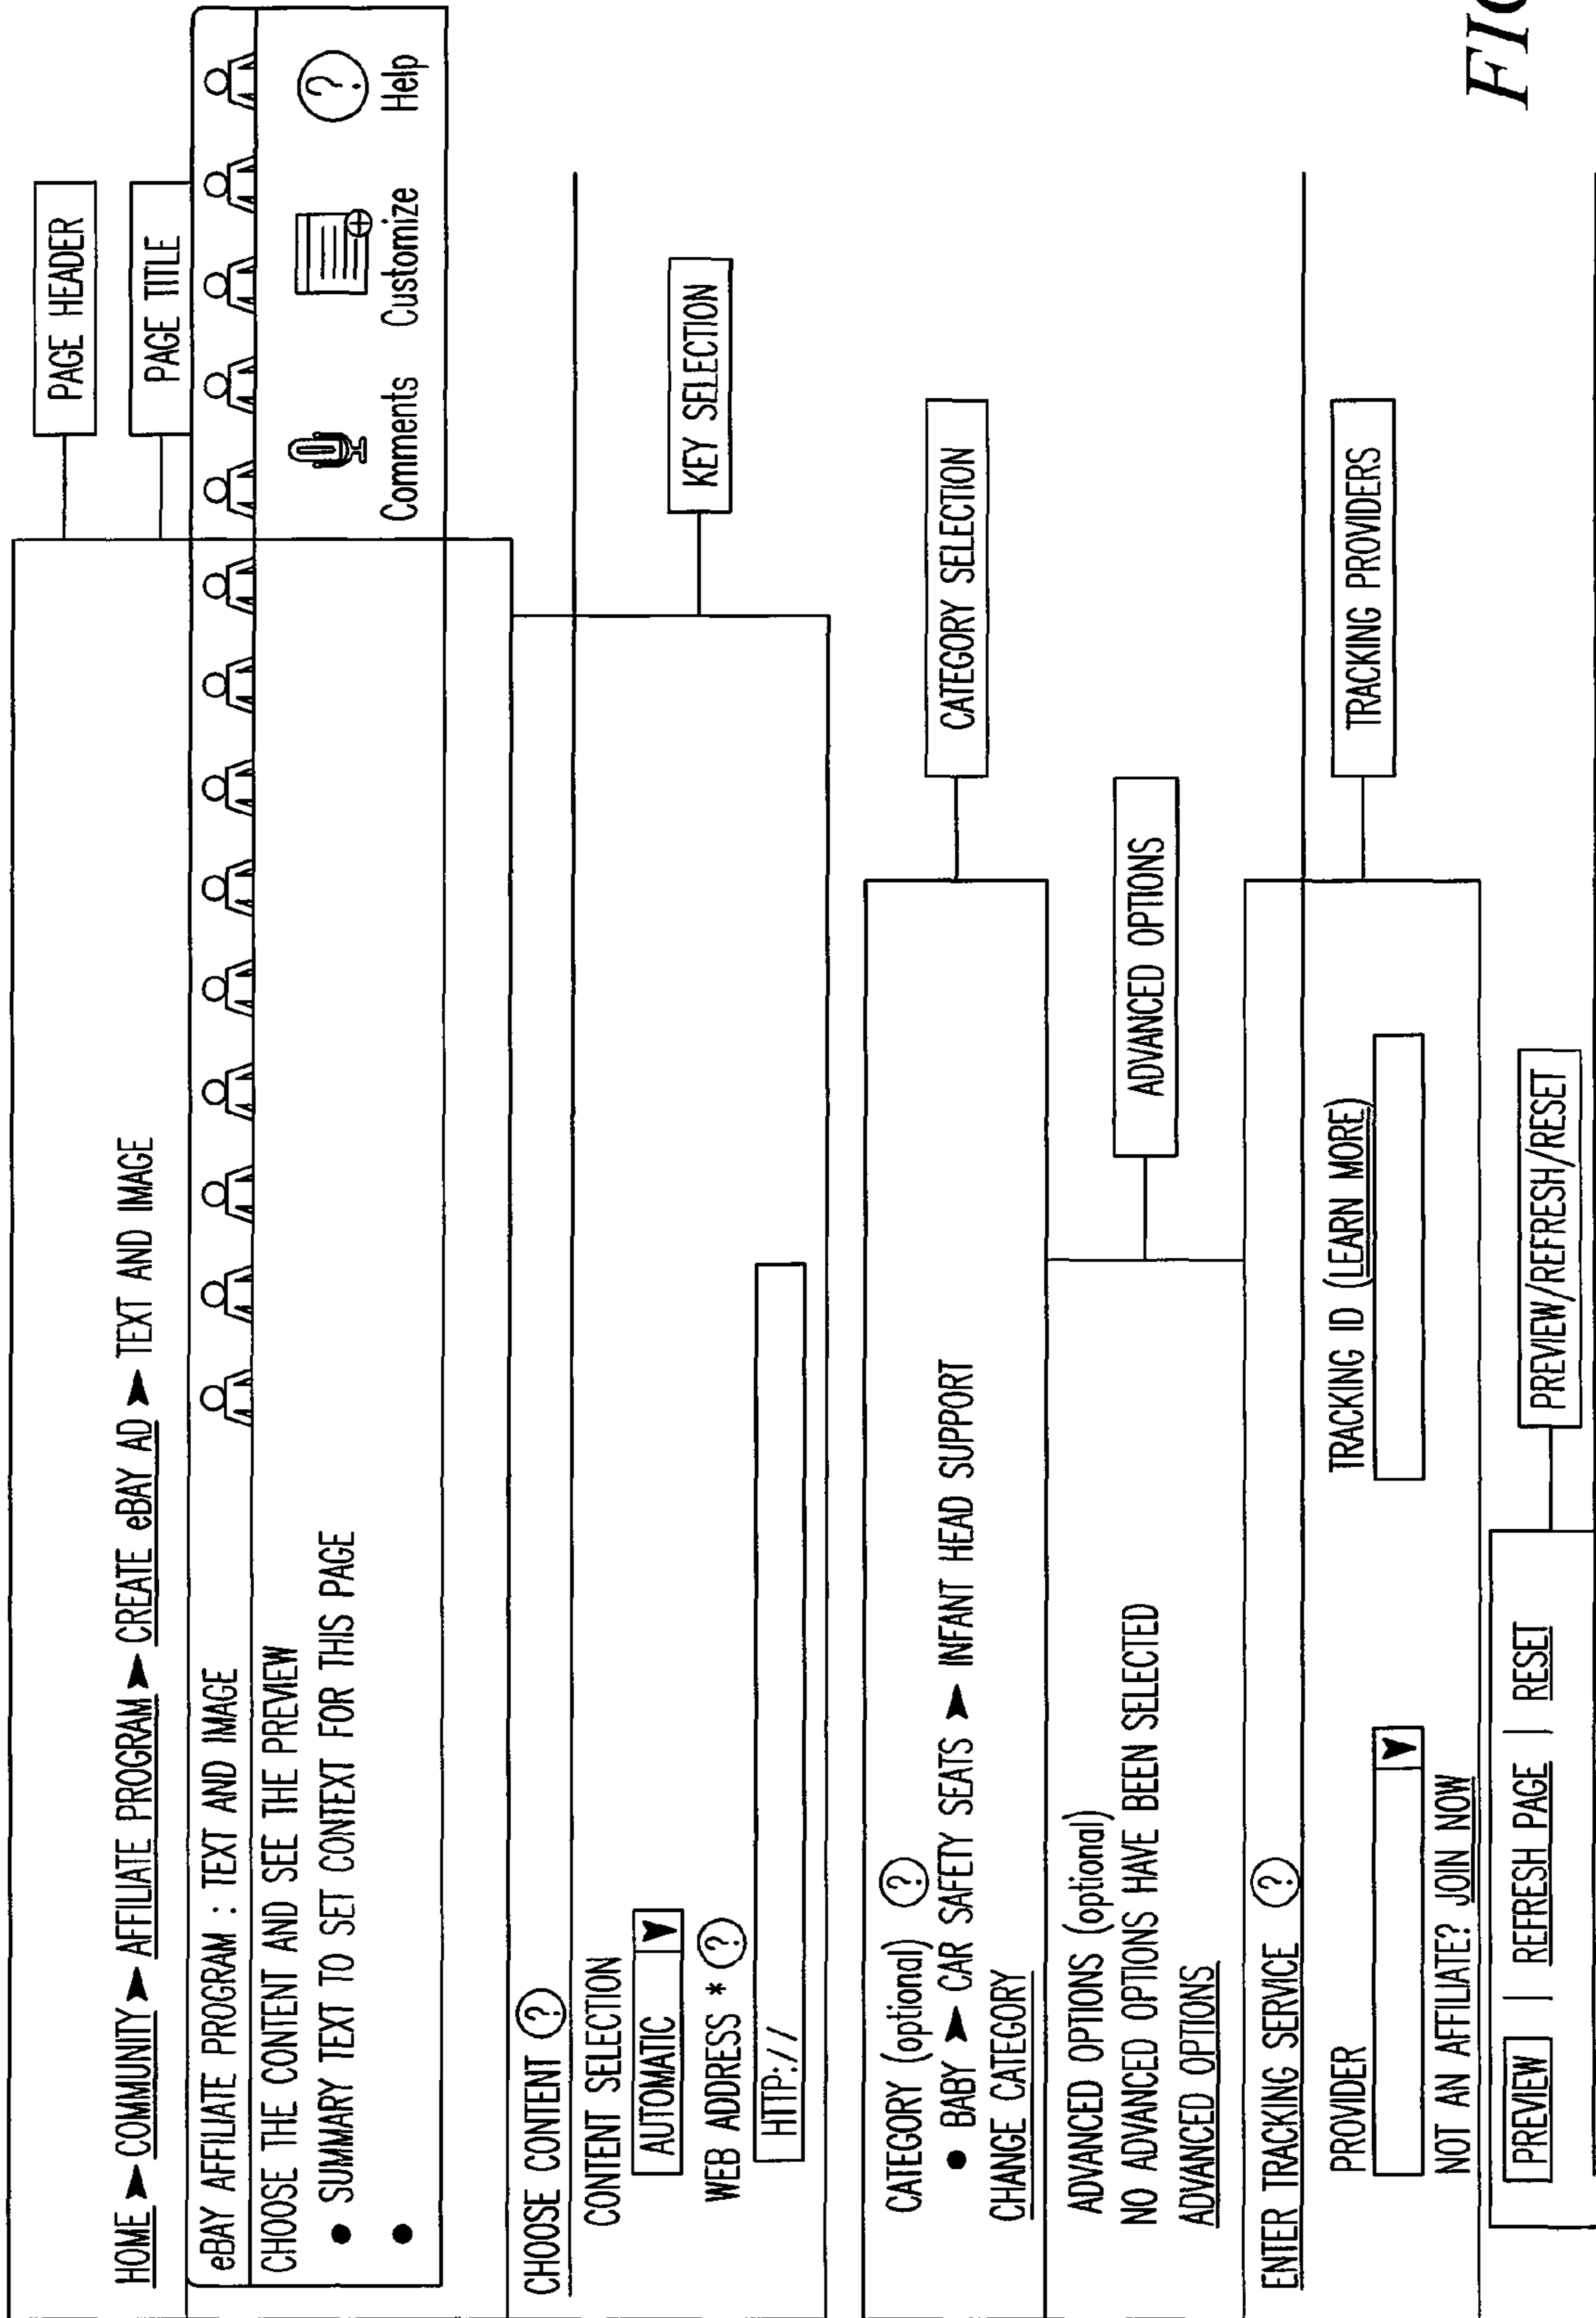 PAGE HEADER
HOME ➤ COMMUNITY ➤ AFFILIATE PROGRAM ➤ CREATE eBAY AD ➤ TEXT AND IMAGE
PAGE TITLE
eBAY AFFILIATE PROGRAM : TEXT AND IMAGE
CHOOSE THE CONTENT AND SEE THE PREVIEW
• SUMMARY TEXT TO SET CONTEXT FOR THIS PAGE
•
?
Comments Customize Help
CHOOSE CONTENT ?
CONTENT SELECTION
AUTOMATIC
KEY SELECTION
WEB ADDRESS * ?
HTTP://
CATEGORY (optional) ?
• BABY ➤ CAR SAFETY SEATS ➤ INFANT HEAD SUPPORT
CATEGORY SELECTION
CHANGE CATEGORY
ADVANCED OPTIONS (optional)
NO ADVANCED OPTIONS HAVE BEEN SELECTED
ADVANCED OPTIONS
ADVANCED OPTIONS
ENTER TRACKING SERVICE ?
PROVIDER
TRACKING ID (LEARN MORE)
TRACKING PROVIDERS
NOT AN AFFILIATE? JOIN NOW
PREVIEW | REFRESH PAGE | RESET
PREVIEW/REFRESH/RESET